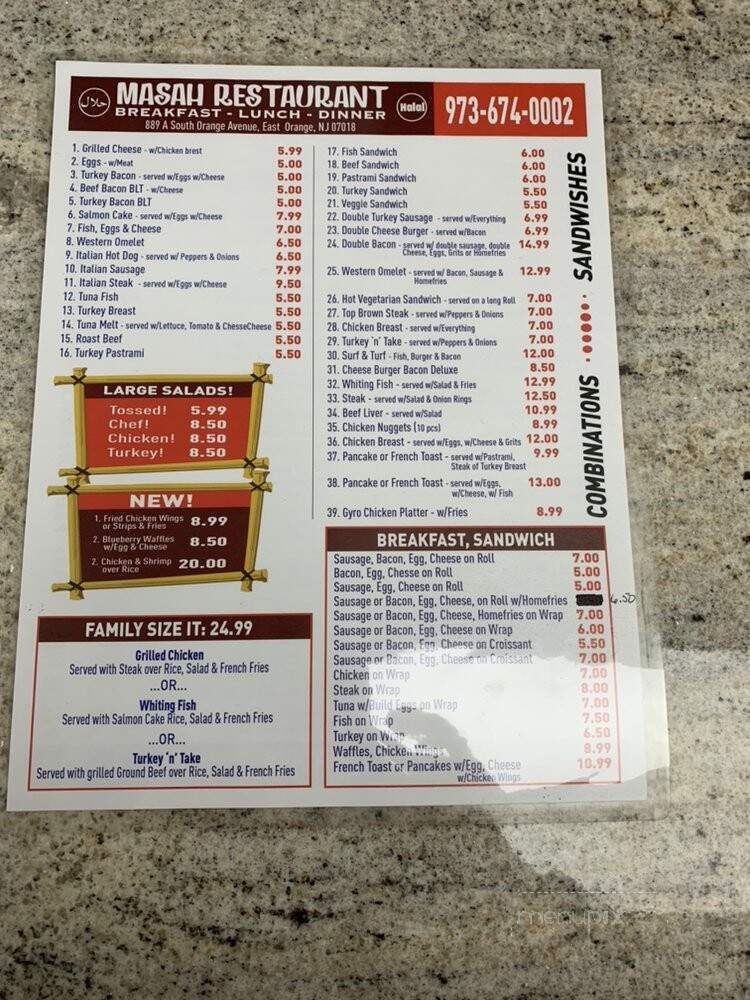 حلال
MASAH RESTAURANT
BREAKFAST - LUNCH - DINNER
889 A South Orange Avenue, East Orange, NJ 07018
Halal
973-674-0002
1. Grilled Cheese - w/Chicken brest 5.99
2. Eggs - w/Meat 5.00
3. Turkey Bacon - served w/Eggs w/Cheese 5.00
4. Beef Bacon BLT - w/Cheese 5.00
5. Turkey Bacon BLT 5.00
6. Salmon Cake - served w/Eggs w/Cheese 7.99
7. Fish, Eggs & Cheese 7.00
8. Western Omelet 6.50
9. Italian Hot Dog - served w/ Peppers & Onions 6.50
10. Italian Sausage 7.99
11. Italian Steak - served w/Eggs w/Cheese 9.50
12. Tuna Fish 5.50
13. Turkey Breast 5.50
14. Tuna Melt - served w/Lettuce, Tomato & ChesseCheese 5.50
15. Roast Beef 5.50
16. Turkey Pastrami 5.50
LARGE SALADS!
Tossed! 5.99
Chef! 8.50
Chicken! 8.50
Turkey! 8.50
NEW!
1. Fried Chicken Wings 8.99
or Strips & Fries
2. Blueberry Waffles 8.50
w/Egg & Cheese
2. Chicken & Shrimp 20.00
over Rice
FAMILY SIZE IT: 24.99
Grilled Chicken
Served with Steak over Rice, Salad & French Fries
...OR...
Whiting Fish
Served with Salmon Cake Rice, Salad & French Fries
...OR...
Turkey 'n' Take
Served with grilled Ground Beef over Rice, Salad & French Fries
17. Fish Sandwich 6.00
18. Beef Sandwich 6.00
19. Pastrami Sandwich 6.00
20. Turkey Sandwich 5.50
21. Veggie Sandwich 5.50
22. Double Turkey Sausage - served w/Everything 6.99
23. Double Cheese Burger - served w/Bacon 6.99
24. Double Bacon - served w/ double sausage, double 14.99
Cheese, Eggs, Grits or Homefries
25. Western Omelet - served w/ Bacon, Sausage & 12.99
Homefries
26. Hot Vegetarian Sandwich - served on a long Roll 7.00
27. Top Brown Steak - served w/Peppers & Onions 7.00
28. Chicken Breast - served w/Everything 7.00
29. Turkey 'n' Take - served w/Peppers & Onions 7.00
30. Surf & Turf - Fish, Burger & Bacon 12.00
31. Cheese Burger Bacon Deluxe 8.50
32. Whiting Fish - served w/Salad & Fries 12.99
33. Steak - served w/Salad & Onion Rings 12.50
34. Beef Liver - served w/Salad 10.99
35. Chicken Nuggets (10 pcs) 8.99
36. Chicken Breast - served w/Eggs, w/Cheese & Grits 12.00
37. Pancake or French Toast - served w/Pastrami, 9.99
Steak of Turkey Breast
38. Pancake or French Toast - served w/Eggs, 13.00
w/Cheese, w/ Fish
39. Gyro Chicken Platter - w/Fries 8.99
COMBINATIONS • • • • • • SANDWISHES
BREAKFAST, SANDWICH
Sausage, Bacon, Egg, Cheese on Roll 7.00
Bacon, Egg, Chesse on Roll 5.00
Sausage, Egg, Cheese on Roll 5.00
Sausage or Bacon, Egg, Cheese, on Roll w/Homefries 6.50
Sausage or Bacon, Egg, Cheese, Homefries on Wrap 7.00
Sausage or Bacon, Egg, Cheese on Wrap 6.00
Sausage or Bacon, Egg, Cheese on Croissant 5.50
Sausage or Bacon, Egg, Cheese on Croissant 7.00
Chicken on Wrap 7.00
Steak on Wrap 8.00
Tuna w/Build Eggs on Wrap 7.00
Fish on Wrap 7.50
Turkey on Wrap 6.50
Waffles, Chicken Wings 8.99
French Toast or Pancakes w/Egg, Cheese 10.99
w/Chicken Wings
menupix